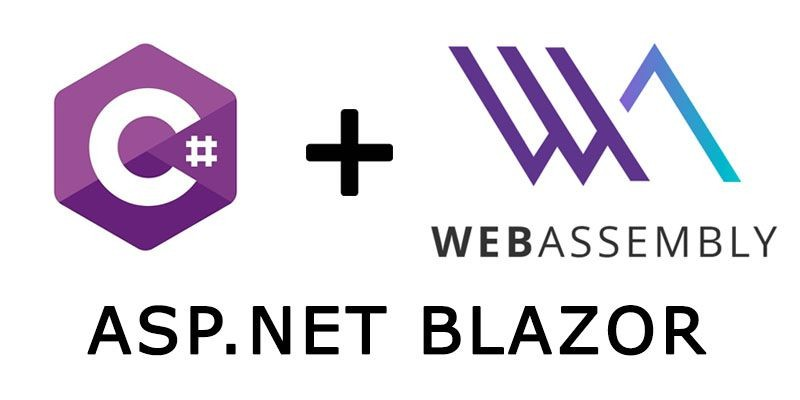 C#
+
WEBASSEMBLY
ASP.NET BLAZOR